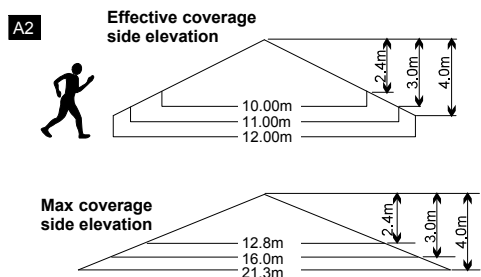 A2
Effective coverage
side elevation
2.4m
3.0m
4.0m
10.00m
11.00m
12.00m
Max coverage
side elevation
2.4m
3.0m
4.0m
12.8m
16.0m
21.3m